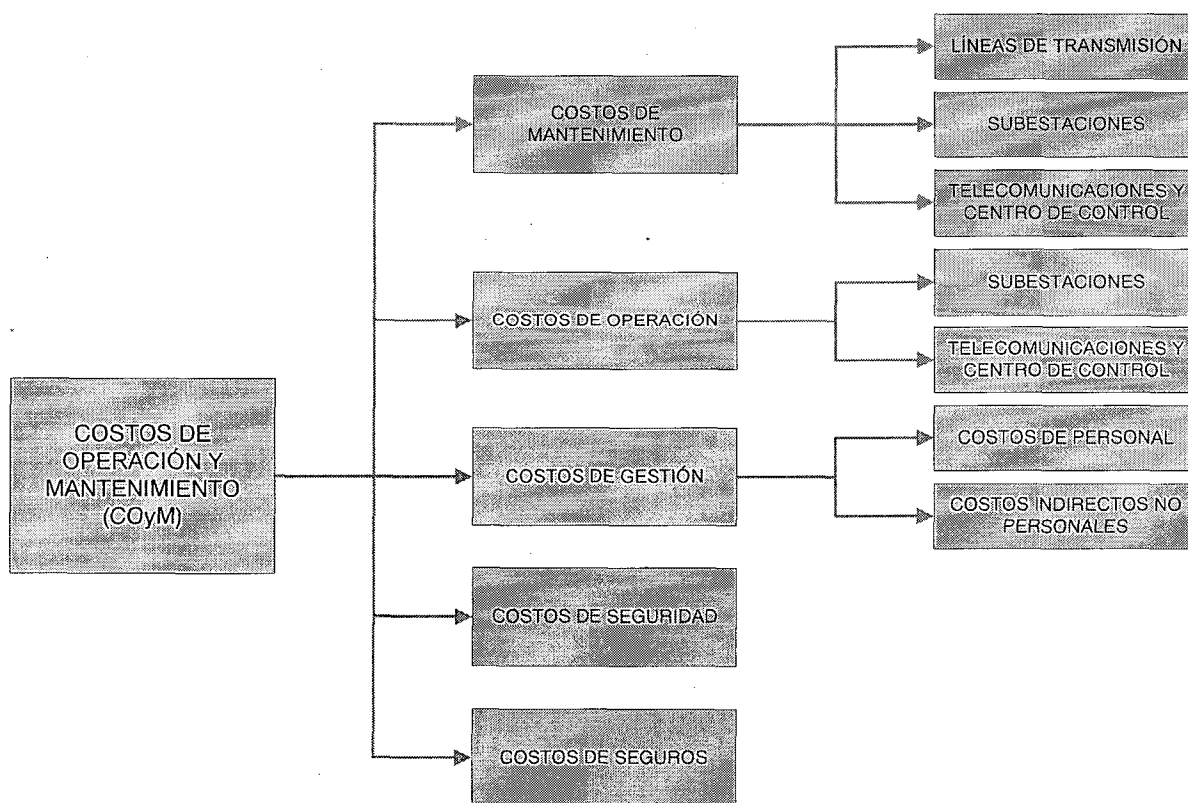 COSTOS DE
OPERACIÓN Y
MANTENIMIENTO
(COyM)
COSTOS DE
MANTENIMIENTO
LÍNEAS DE TRANSMISIÓN
SUBESTACIONES
TELECOMUNICACIONES Y
CENTRO DE CONTROL
COSTOS DE OPERACIÓN
SUBESTACIONES
TELECOMUNICACIONES Y
CENTRO DE CONTROL
COSTOS DE GESTIÓN
COSTOS DE PERSONAL
COSTOS INDIRECTOS NO
PERSONALES
COSTOS DE SEGURIDAD
COSTOS DE SEGUROS